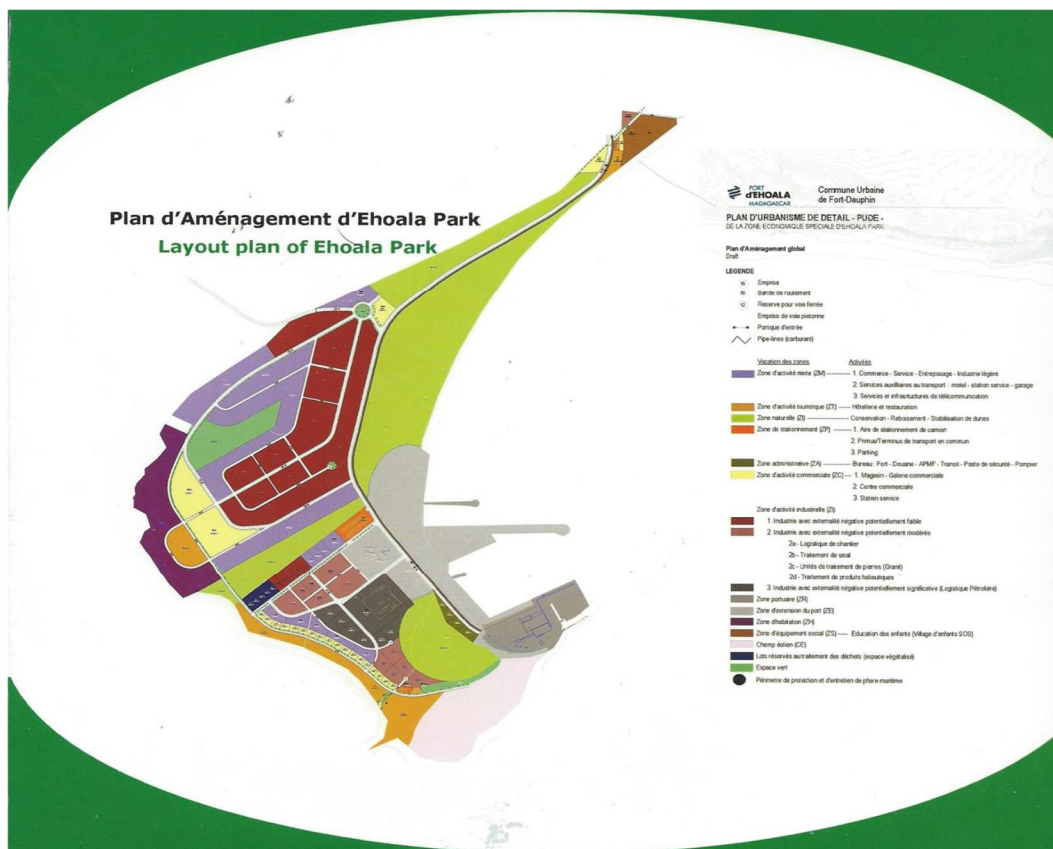 Plan d'Aménagement d'Ehoala Park
Layout plan of Ehoala Park
PORT
d'EHOALA
MADAGASCAR
Commune Urbaine
de Fort-Dauphin
PLAN D'URBANISME DE DETAIL - PUDE -
DE LA ZONE ECONOMIQUE SPECIALE D'EHOALA PARK
Plan d'Aménagement global
Draft
LEGENDE
15 Emprise
10 Bande de roulement
12 Reserve pour voie ferrée
Emprise de voie pietonne
Portique d'entrée
Pipe-lines (carburant)
Vocation des zones Activités
Zone d'activité mixte (ZM) 1. Commerce - Service - Entreposage - Industrie légère
2. Services auxilliaires au transport : motel - station service - garage
3. Services et infrastructures de télécommunication
Zone d'activité touristique (ZT) Hôtellerie et restauration
Zone naturelle (ZI) Conservation - Reboisement - Stabilisation de dunes
Zone de stationnement (ZP) 1. Aire de stationnement de camion
2. Primus/Terminus de transport en commun
3. Parking
Zone administrative (ZA) Bureau : Port - Douane - APMF - Transit - Poste de sécurité - Pompier
Zone d'activité commerciale (ZC) 1. Magasin - Galerie commerciale
2. Centre commerciale
3. Station service
Zone d'activité industrielle (ZI)
1. Industrie avec externalité négative potentiellement faible
2. Industrie avec externalité négative potentiellement modérée
2a - Logistique de chantier
2b - Traitement de sisal
2c - Unités de traitement de pierres (Granit)
2d - Traitement de produits halieutiques
3. Industrie avec externalité négative potentiellement significative (Logistique Pétrolière)
Zone portuaire (ZR)
Zone d'extension du port (ZE)
Zone d'habitation (ZH)
Zone d'équipement social (ZS) Education des enfants (Village d'enfants SOS)
Champ éolien (CE)
Lots réservés autraitement des déchets (espace végétalisé)
Espace vert
Périmetre de protection et d'entretien de phare maritime